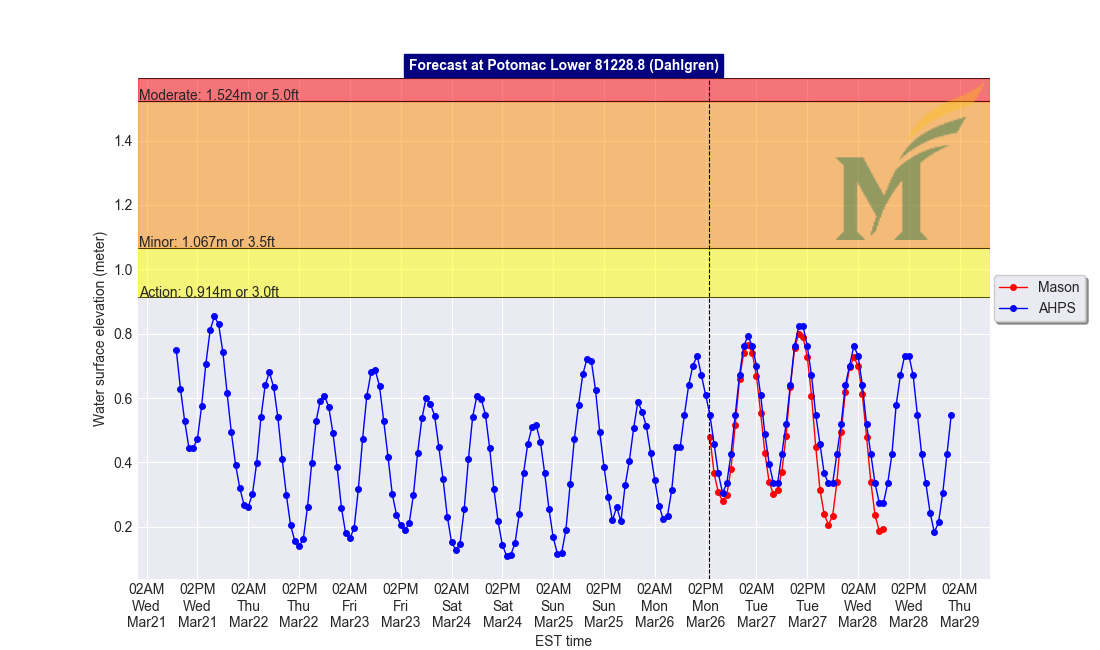 Forecast at Potomac Lower 81228.8 (Dahlgren)
Moderate: 1.524m or 5.0ft
Minor: 1.067m or 3.5ft
Action: 0.914m or 3.0ft
M
Water surface elevation (meter)
1.4
1.2
1.0
0.8
0.6
0.4
0.2
Mason
AHPS
02AM 02PM 02AM 02PM 02AM 02PM 02AM 02PM 02AM 02PM 02AM 02PM 02AM 02PM 02AM 02PM 02AM
Wed Wed Thu Thu Fri Fri Sat Sat Sun Sun Mon Mon Tue Tue Wed Wed Thu
Mar21 Mar21 Mar22 Mar22 Mar23 Mar23 Mar24 Mar24 Mar25 Mar25 Mar26 Mar26 Mar27 Mar27 Mar28 Mar28 Mar29
EST time